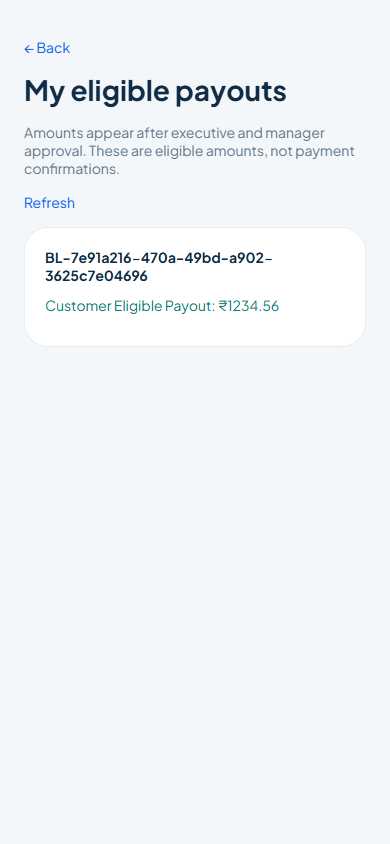 ← Back
My eligible payouts
Amounts appear after executive and manager
approval. These are eligible amounts, not payment
confirmations.
Refresh
BL-7e91a216-470a-49bd-a902-
3625c7e04696
Customer Eligible Payout: ₹1234.56